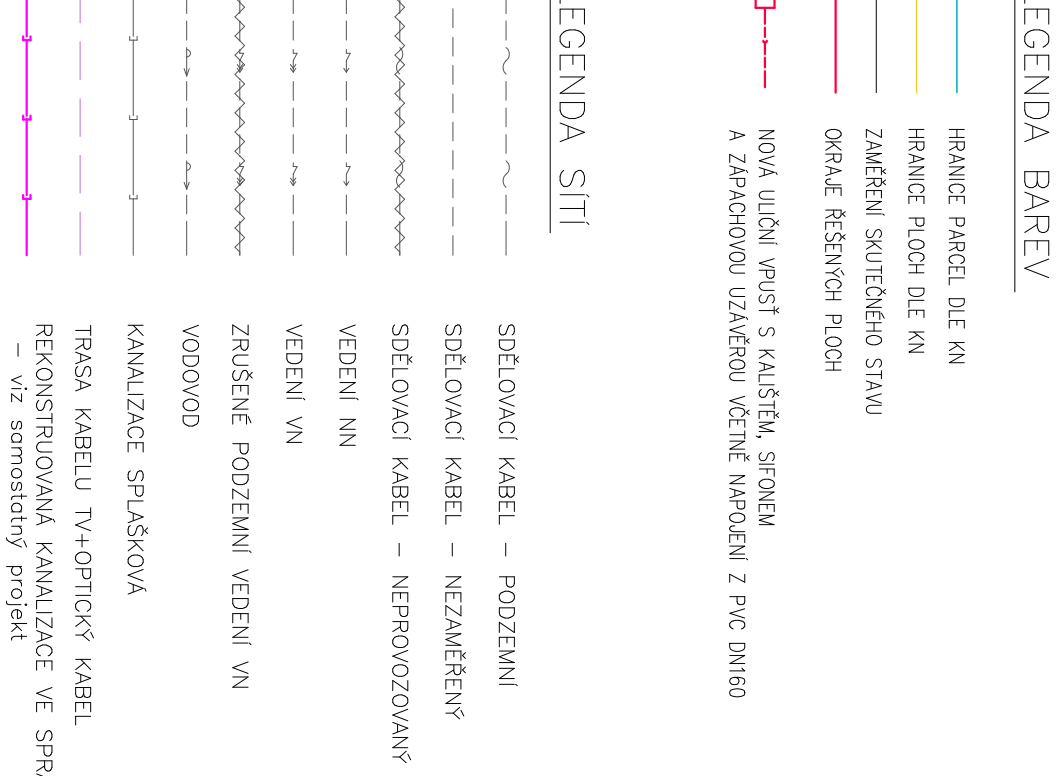 LEGENDA BAREV
HRANICE PARCEL DLE KN
HRANICE PLOCH DLE KN
ZAMĚŘENÍ SKUTEČNÉHO STAVU
OKRAJE ŘEŠENÝCH PLOCH
NOVÁ ULIČNÍ VPUSŤ S KALIŠTĚM, SIFONEM
A ZÁPACHOVOU UZÁVĚROU VČETNĚ NAPOJENÍ Z PVC DN160
LEGENDA SÍTÍ
SDĚLOVACÍ KABEL – PODZEMNÍ
SDĚLOVACÍ KABEL – NEZAMĚŘENÝ
SDĚLOVACÍ KABEL – NEPROVOZOVANÝ
VEDENÍ NN
VEDENÍ VN
ZRUŠENÉ PODZEMNÍ VEDENÍ VN
VODOVOD
KANALIZACE SPLAŠKOVÁ
TRASA KABELU TV+OPTICKÝ KABEL
REKONSTRUOVANÁ KANALIZACE VE
– viz samostatný projekt